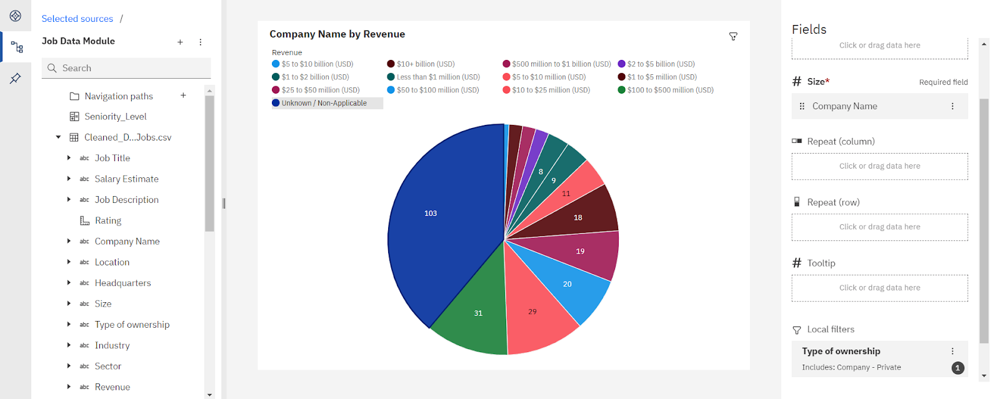 Selected sources /
Job Data Module
Search
Navigation paths
Seniority_Level
Cleaned_D...Jobs.csv
abc Job Title
abc Salary Estimate
abc Job Description
Rating
abc Company Name
abc Location
abc Headquarters
abc Size
abc Type of ownership
abc Industry
abc Sector
abc Revenue
Company Name by Revenue
Revenue
$5 to $10 billion (USD) $10+ billion (USD) $500 million to $1 billion (USD) $2 to $5 billion (USD)
$1 to $2 billion (USD) Less than $1 million (USD) $5 to $10 million (USD) $1 to $5 million (USD)
$25 to $50 million (USD) $50 to $100 million (USD) $10 to $25 million (USD) $100 to $500 million (USD)
Unknown / Non-Applicable
8
9
11
103
18
19
20
29
31
Fields
Click or drag data here
# Size* Required field
Company Name
Repeat (column)
Click or drag data here
Repeat (row)
Click or drag data here
# Tooltip
Click or drag data here
Local filters
Type of ownership
Includes: Company - Private 1